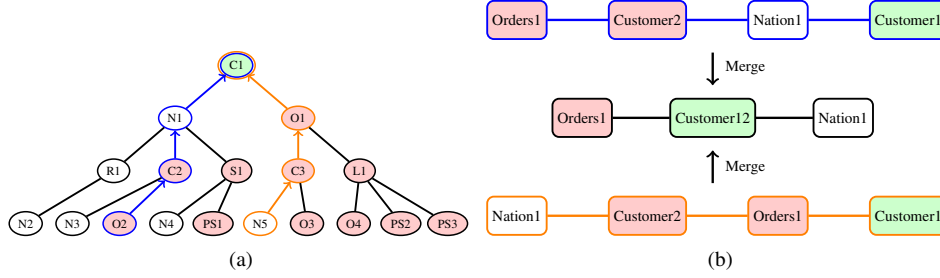 C1
N1 O1
R1 C2 S1 C3 L1
N2 N3 O2 N4 PS1 N5 O3 O4 PS2 PS3
(a)
Orders1 Customer2 Nation1 Customer1
Merge
Orders1 Customer12 Nation1
Merge
Nation1 Customer2 Orders1 Customer1
(b)